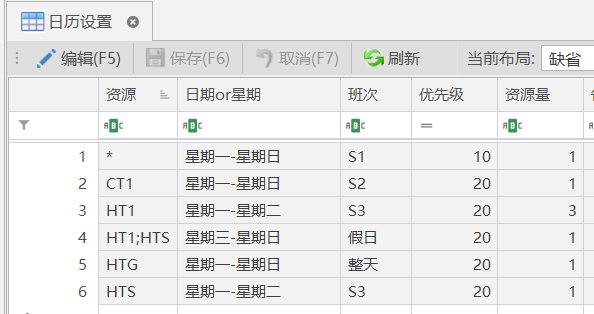 日历设置
编辑(F5) 保存(F6) 取消(F7) 刷新 当前布局: 缺省
资源 日期or星期 班次 优先级 资源量
ABC ABC ABC = ABC
1 * 星期一-星期日 S1 10 1
2 CT1 星期一-星期日 S2 20 1
3 HT1 星期一-星期二 S3 20 3
4 HT1;HTS 星期三-星期日 假日 20 1
5 HTG 星期一-星期日 整天 20 1
6 HTS 星期一-星期二 S3 20 1